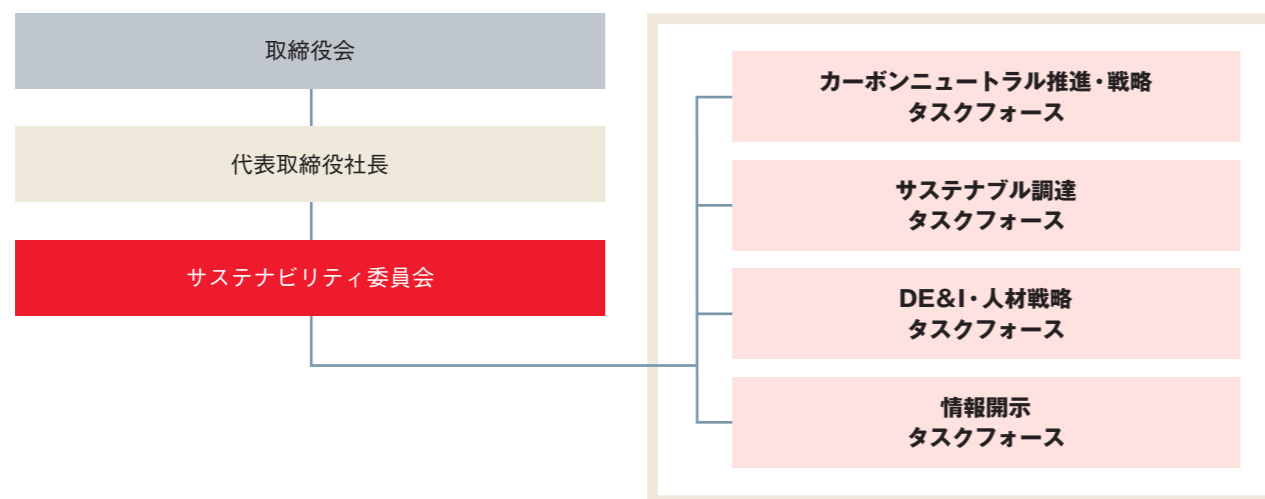 取締役会
代表取締役社長
サステナビリティ委員会
カーボンニュートラル推進・戦略
タスクフォース
サステナブル調達
タスクフォース
DE&I・人材戦略
タスクフォース
情報開示
タスクフォース